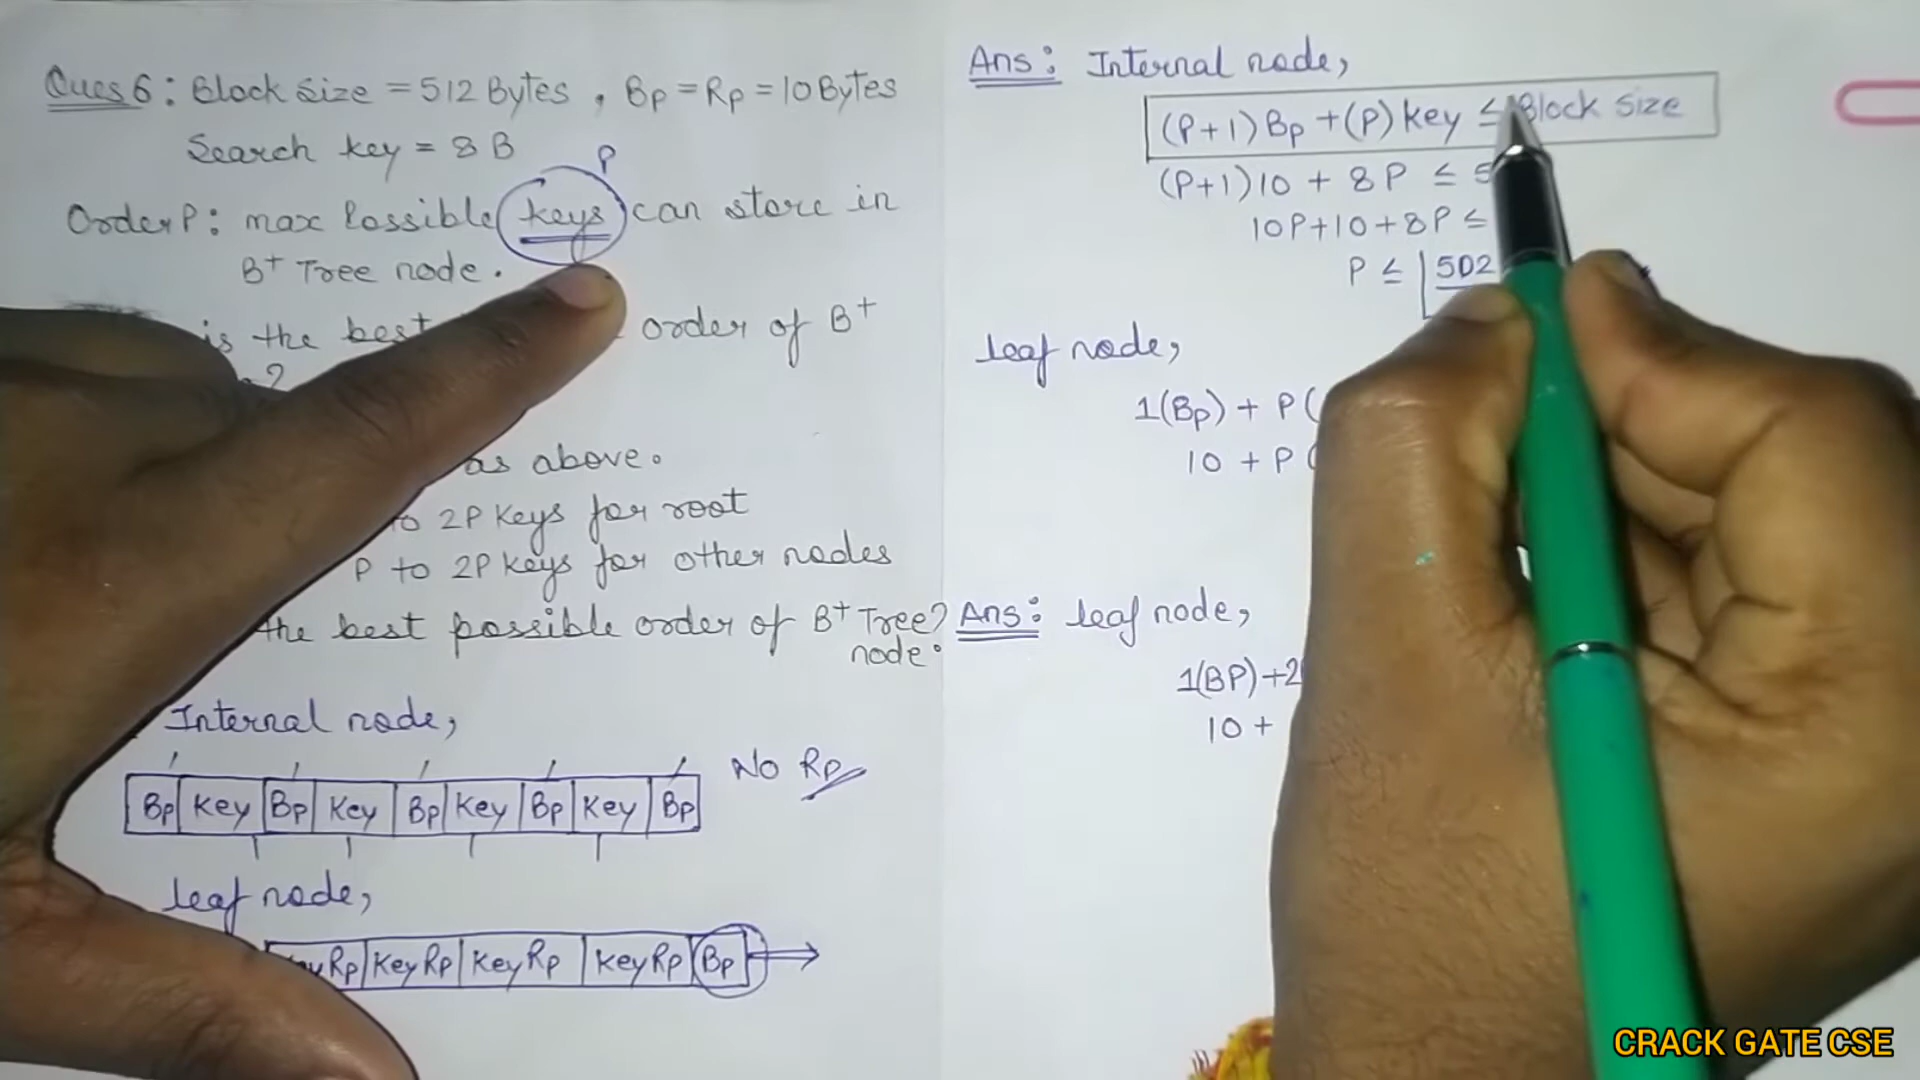 Ques 6: Block size = 512 Bytes, Bp = Rp = 10 Bytes
Search key = 8 B
P
Order P: max Possible keys can store in
B+ Tree node.
is the best order of B+
?
as above.
to 2P keys for root
P to 2P keys for other nodes
the best possible order of B+ Tree?
node.
Internal node,
Bp key Bp key Bp key Bp key Bp
No Rp
leaf node,
Rp key Rp key Rp key Rp Bp
Ans: Internal node,
(P+1) Bp + (P) key ≤ Block size
(P+1)10 + 8P ≤ 5
10P+10+8P ≤
P ≤ 502
leaf node,
1(Bp) + P(
10 + P(
Ans: leaf node,
1(BP)+2
10 +
CRACK GATE CSE